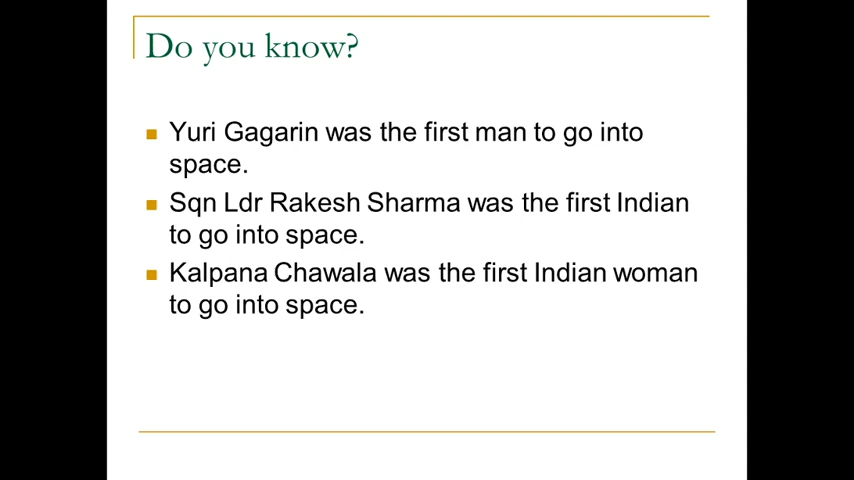 Do you know?
Yuri Gagarin was the first man to go into
space.
Sqn Ldr Rakesh Sharma was the first Indian
to go into space.
Kalpana Chawala was the first Indian woman
to go into space.